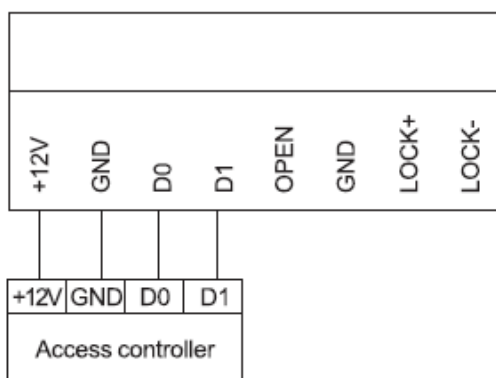 +12V GND D0 D1 OPEN GND LOCK+ LOCK-
+12V GND D0 D1
Access controller